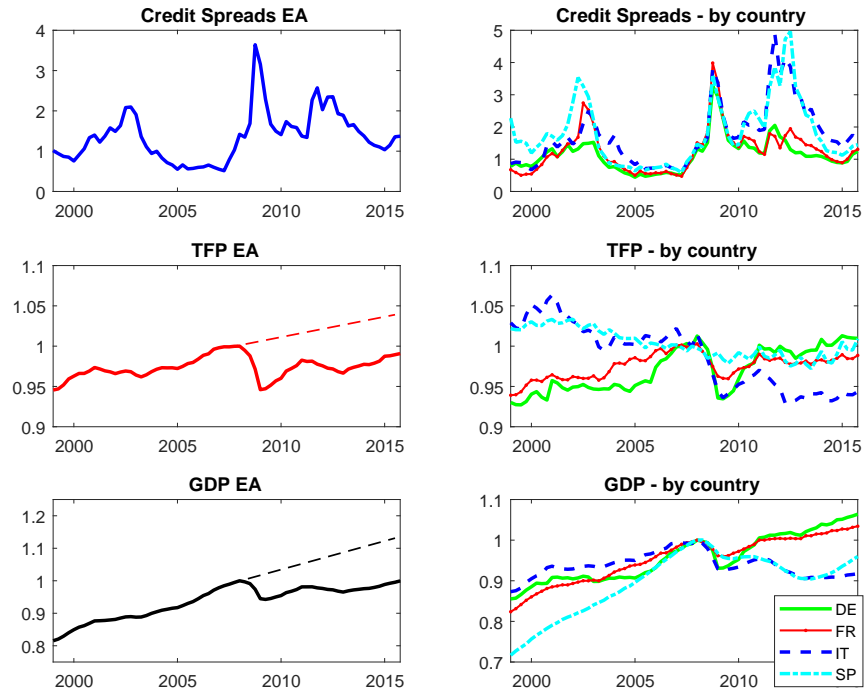 Credit Spreads EA
4
3
2
1
0
2000 2005 2010 2015
Credit Spreads - by country
5
4
3
2
1
0
2000 2005 2010 2015
TFP EA
1.1
1.05
1
0.95
0.9
2000 2005 2010 2015
TFP - by country
1.1
1.05
1
0.95
0.9
2000 2005 2010 2015
GDP EA
1.2
1.1
1
0.9
0.8
2000 2005 2010 2015
GDP - by country
1.1
1
0.9
0.8
0.7
2000 2005 2010
DE
FR
IT
SP